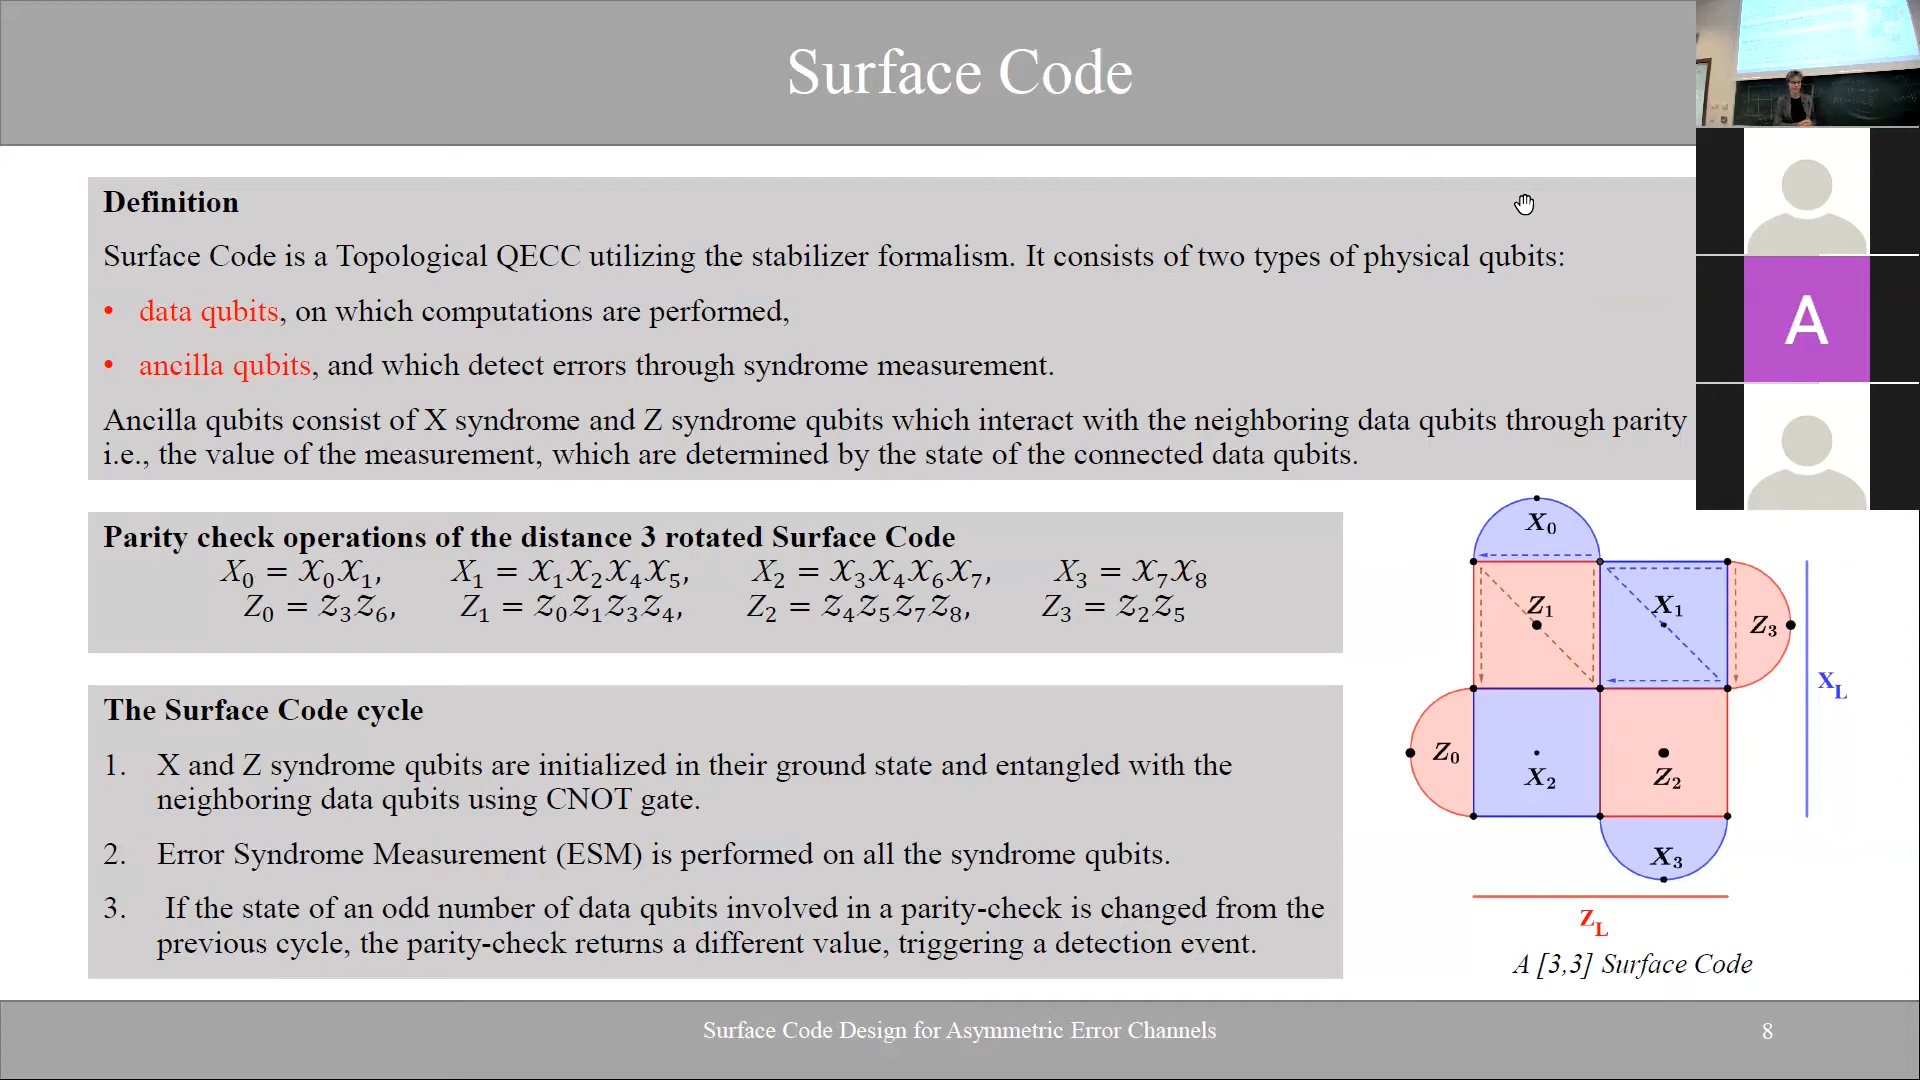 Surface Code
Definition
Surface Code is a Topological QECC utilizing the stabilizer formalism. It consists of two types of physical qubits:
• data qubits, on which computations are performed,
• ancilla qubits, and which detect errors through syndrome measurement.
Ancilla qubits consist of X syndrome and Z syndrome qubits which interact with the neighboring data qubits through parity
i.e., the value of the measurement, which are determined by the state of the connected data qubits.
A
Parity check operations of the distance 3 rotated Surface Code
X₀ = 𝒳₀𝒳₁, X₁ = 𝒳₁𝒳₂𝒳₄𝒳₅, X₂ = 𝒳₃𝒳₄𝒳₆𝒳₇, X₃ = 𝒳₇𝒳₈
Z₀ = 𝒵₃𝒵₆, Z₁ = 𝒵₀𝒵₁𝒵₃𝒵₄, Z₂ = 𝒵₄𝒵₅𝒵₇𝒵₈, Z₃ = 𝒵₂𝒵₅
The Surface Code cycle
1. X and Z syndrome qubits are initialized in their ground state and entangled with the
neighboring data qubits using CNOT gate.
2. Error Syndrome Measurement (ESM) is performed on all the syndrome qubits.
3. If the state of an odd number of data qubits involved in a parity-check is changed from the
previous cycle, the parity-check returns a different value, triggering a detection event.
X₀
Z₁ X₁ Z₃
X_L
Z₀ X₂ Z₂
X₃
Z_L
A [3,3] Surface Code
Surface Code Design for Asymmetric Error Channels
8